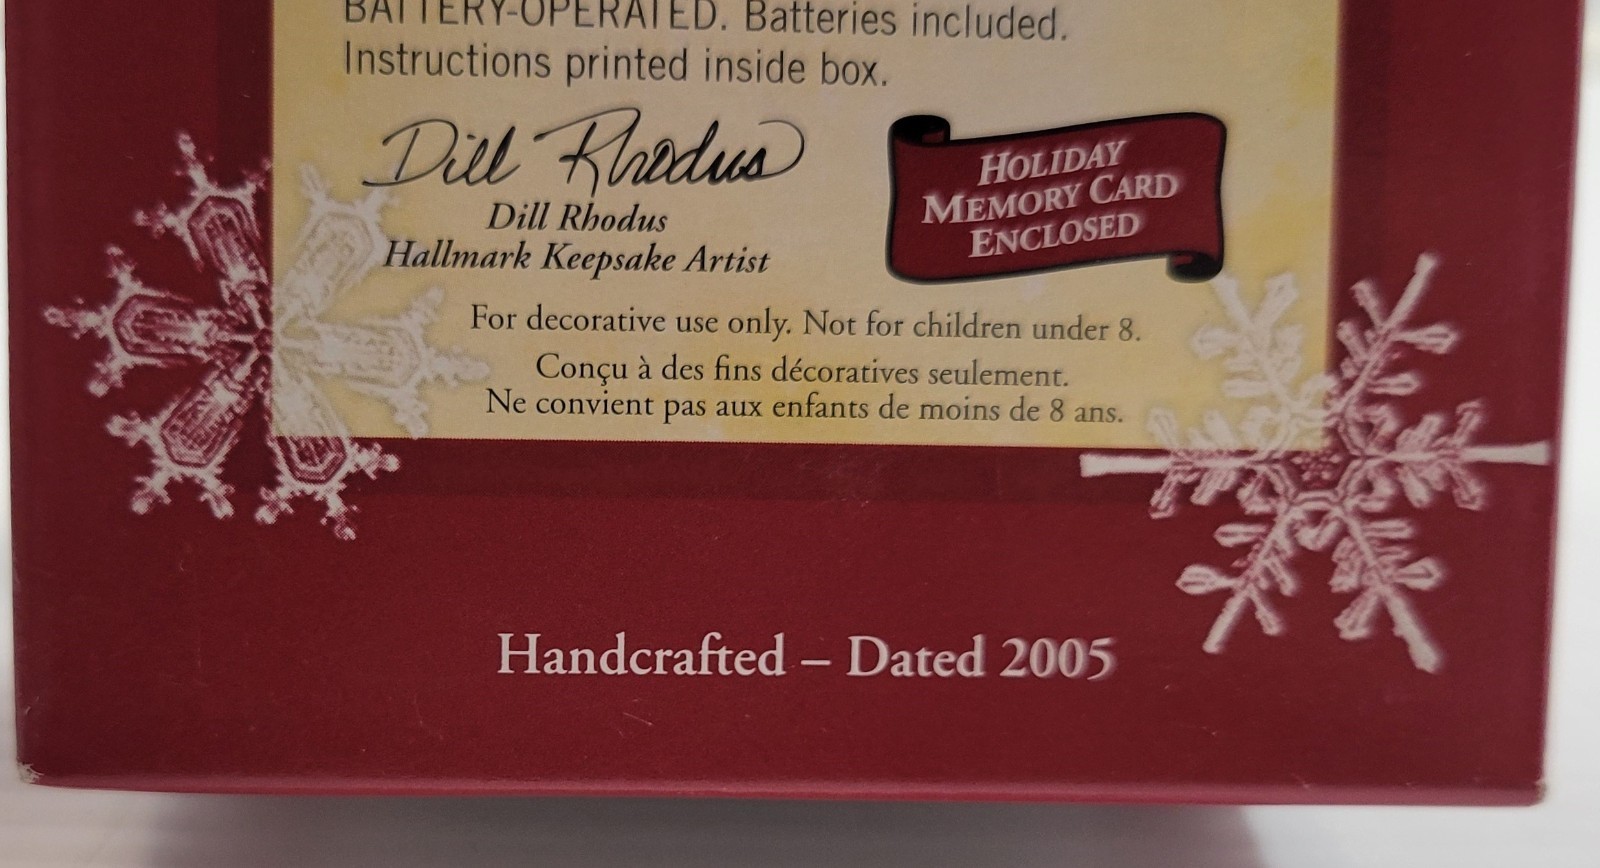 BATTERY-OPERATED. Batteries included.
Instructions printed inside box.
Dill Rhodus
Dill Rhodus
Hallmark Keepsake Artist
HOLIDAY
MEMORY CARD
ENCLOSED
For decorative use only. Not for children under 8.
Conçu à des fins décoratives seulement.
Ne convient pas aux enfants de moins de 8 ans.
Handcrafted – Dated 2005